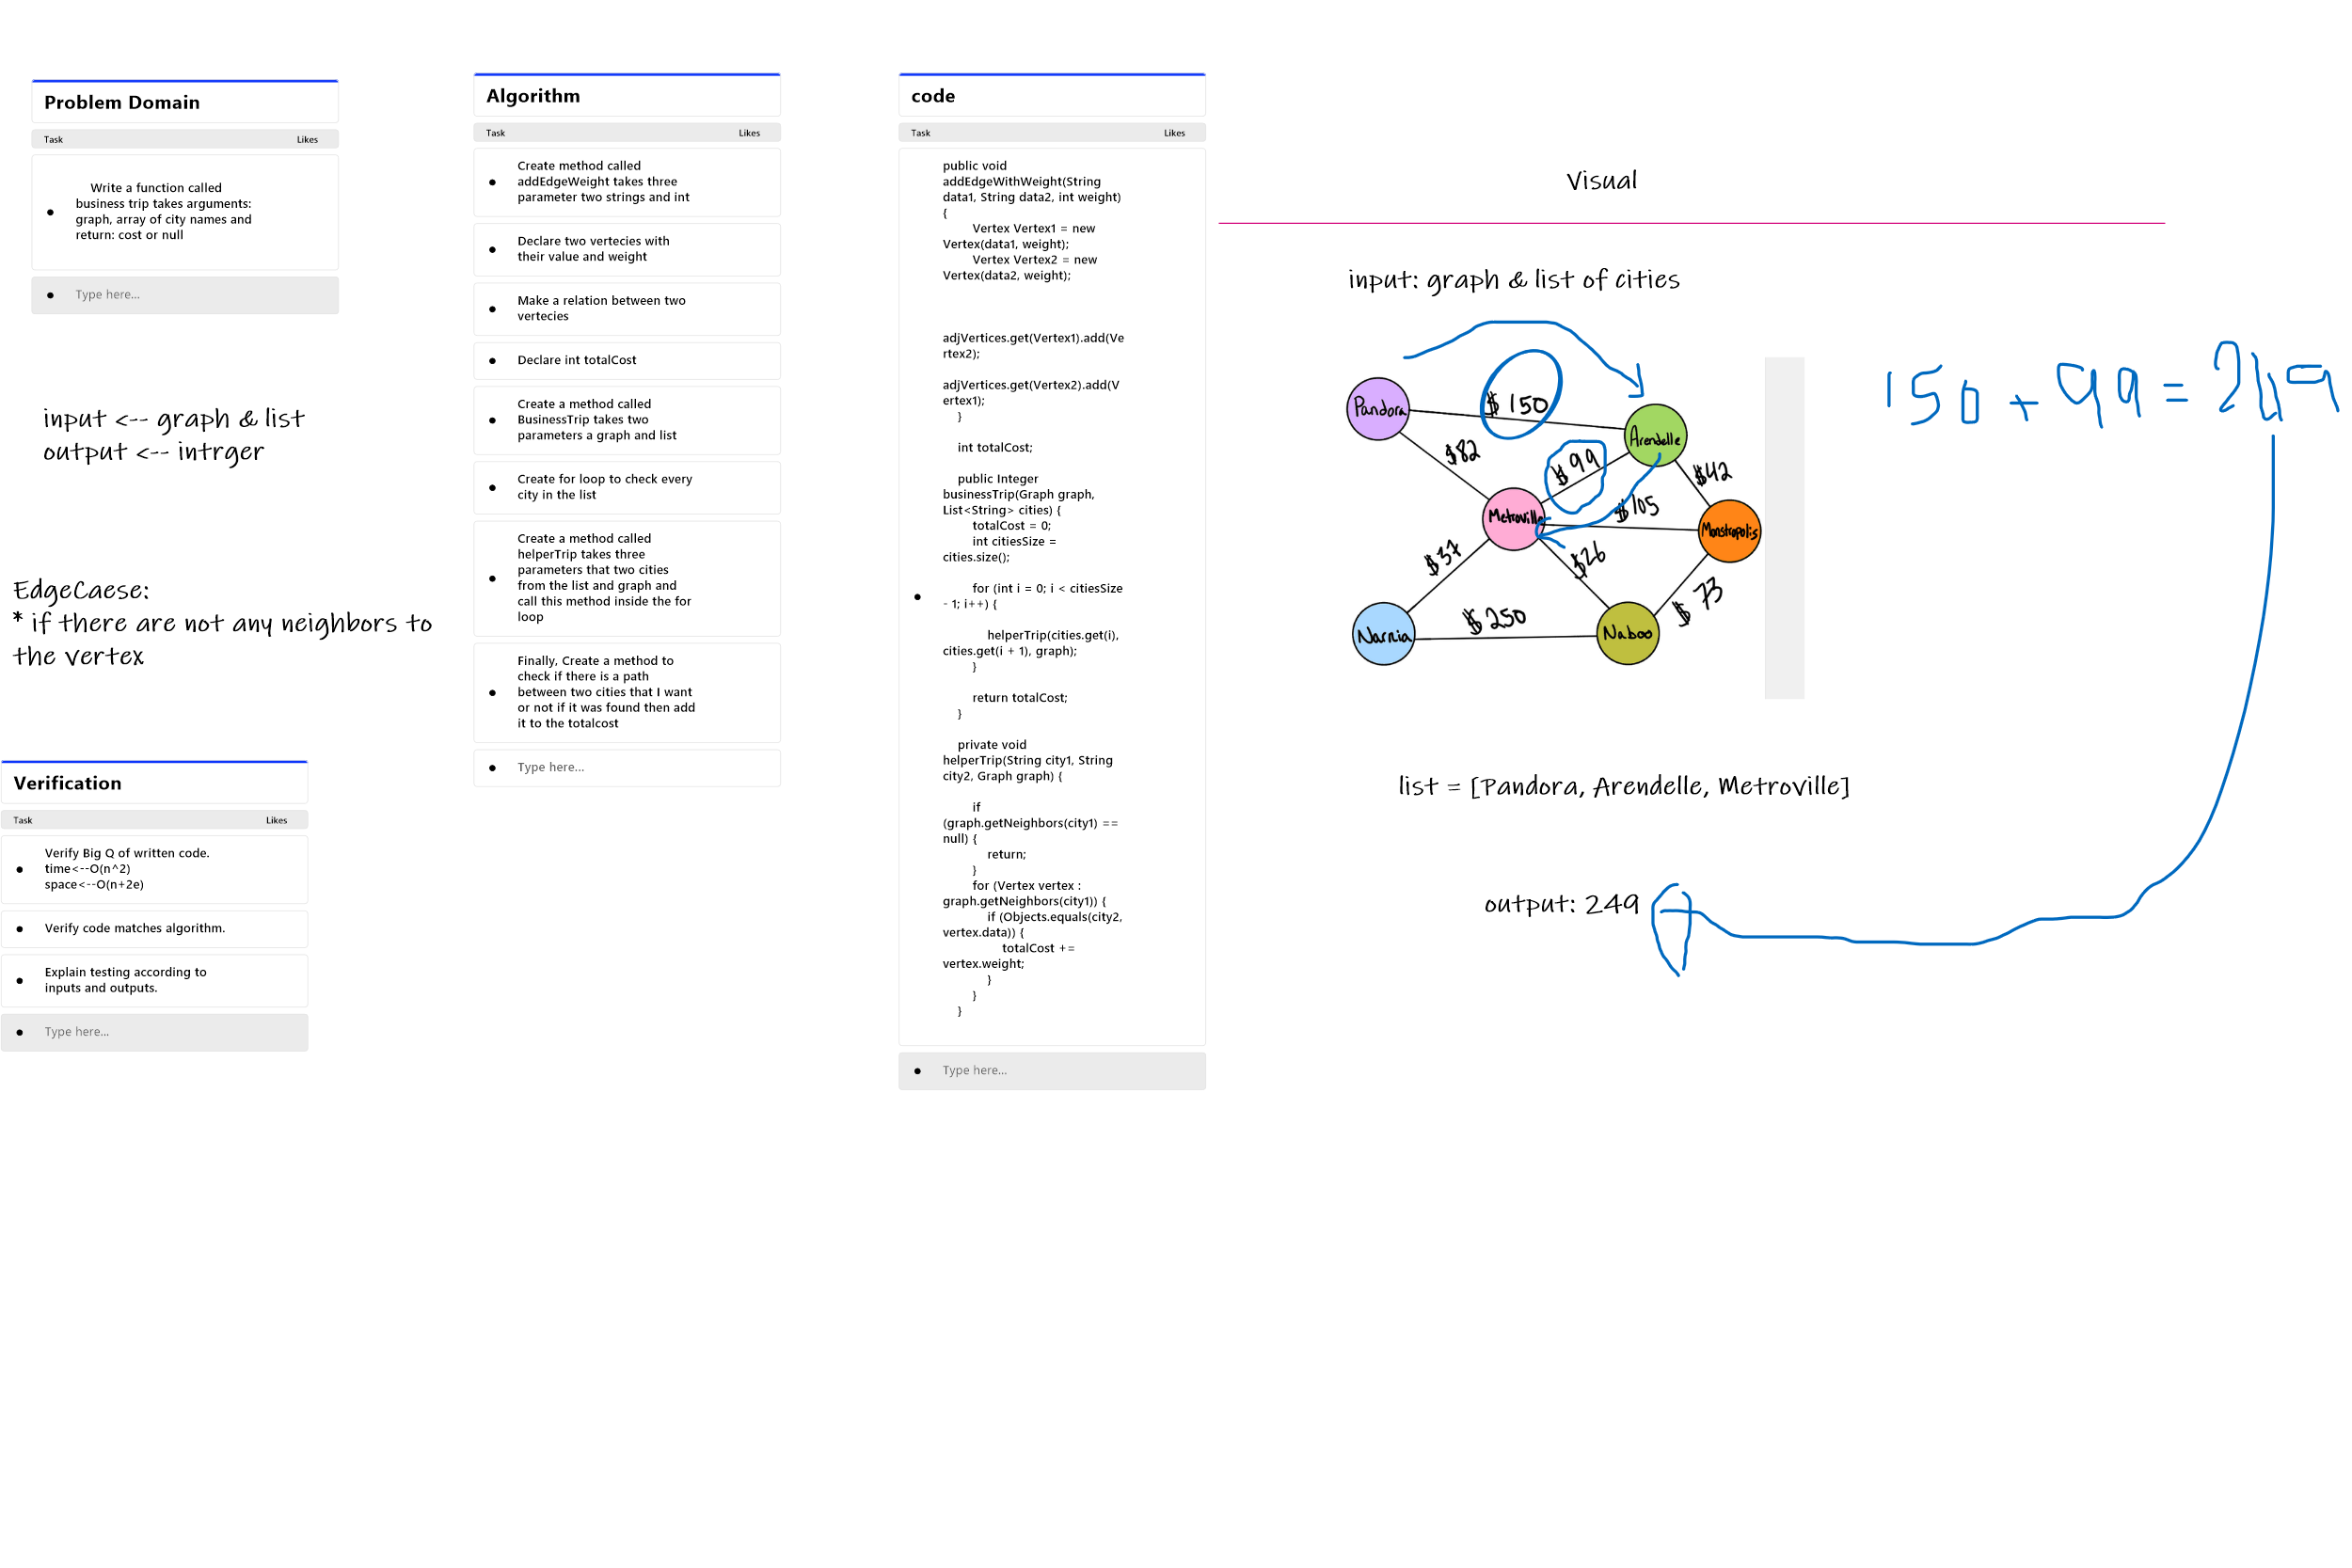 Problem Domain
Task Likes
Write a function called
business trip takes arguments:
graph, array of city names and
return: cost or null
Type here...
input <-- graph & list
output <-- intrger
EdgeCaese:
* if there are not any neighbors to
the vertex
Verification
Task Likes
Verify Big Q of written code.
time<--O(n^2)
space<--O(n+2e)
Verify code matches algorithm.
Explain testing according to
inputs and outputs.
Type here...
Algorithm
Task Likes
Create method called
addEdgeWeight takes three
parameter two strings and int
Declare two vertecies with
their value and weight
Make a relation between two
vertecies
Declare int totalCost
Create a method called
BusinessTrip takes two
parameters a graph and list
Create for loop to check every
city in the list
Create a method called
helperTrip takes three
parameters that two cities
from the list and graph and
call this method inside the for
loop
Finally, Create a method to
check if there is a path
between two cities that I want
or not if it was found then add
it to the totalcost
Type here...
code
Task Likes
public void
addEdgeWithWeight(String
data1, String data2, int weight)
{
Vertex Vertex1 = new
Vertex(data1, weight);
Vertex Vertex2 = new
Vertex(data2, weight);
adjVertices.get(Vertex1).add(Ve
rtex2);
adjVertices.get(Vertex2).add(V
ertex1);
}
int totalCost;
public Integer
businessTrip(Graph graph,
List<String> cities) {
totalCost = 0;
int citiesSize =
cities.size();
for (int i = 0; i < citiesSize
- 1; i++) {
helperTrip(cities.get(i),
cities.get(i + 1), graph);
}
return totalCost;
}
private void
helperTrip(String city1, String
city2, Graph graph) {
if
(graph.getNeighbors(city1) ==
null) {
return;
}
for (Vertex vertex :
graph.getNeighbors(city1)) {
if (Objects.equals(city2,
vertex.data)) {
totalCost +=
vertex.weight;
}
}
}
Type here...
Visual
input: graph & list of cities
Pandora
$150
Arendelle
$82
$99
$42
Metroville
$105
Monstropolis
$37
$26
$73
Narnia
$250
Naboo
150 + 99 = 249
list = [Pandora, Arendelle, Metroville]
output: 249